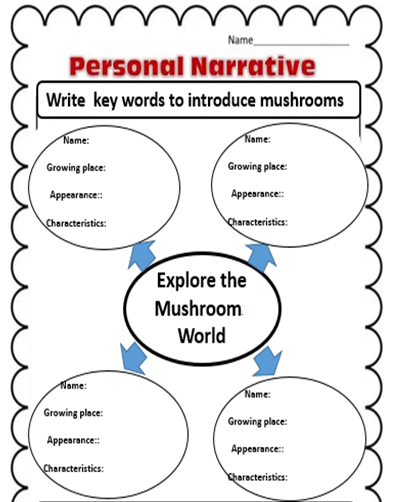 Name____________________
Personal Narrative
Write key words to introduce mushrooms
Name:
Growing place:
Appearance::
Characteristics:
Name:
Growing place:
Appearance::
Characteristics:
Explore the
Mushroom
World
Name:
Growing place:
Appearance::
Characteristics:
Name:
Growing place:
Appearance::
Characteristics: